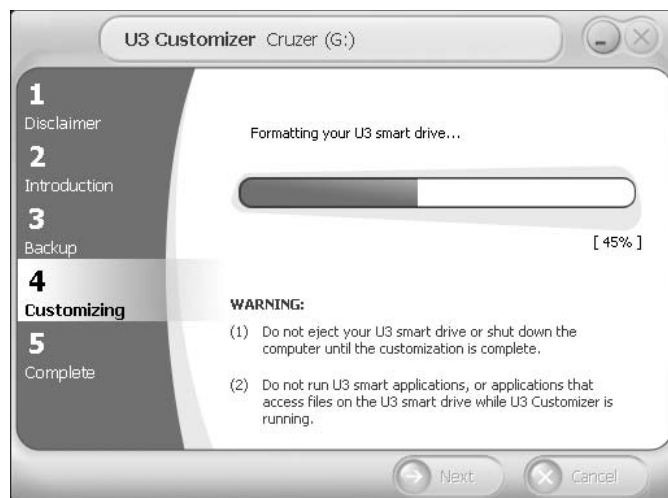 U3 Customizer Cruzer (G:)
1
Disclaimer
2
Introduction
3
Backup
4
Customizing
5
Complete
Formatting your U3 smart drive...
[ 45% ]
WARNING:
(1) Do not eject your U3 smart drive or shut down the
computer until the customization is complete.
(2) Do not run U3 smart applications, or applications that
access files on the U3 smart drive while U3 Customizer is
running.
Next
Cancel